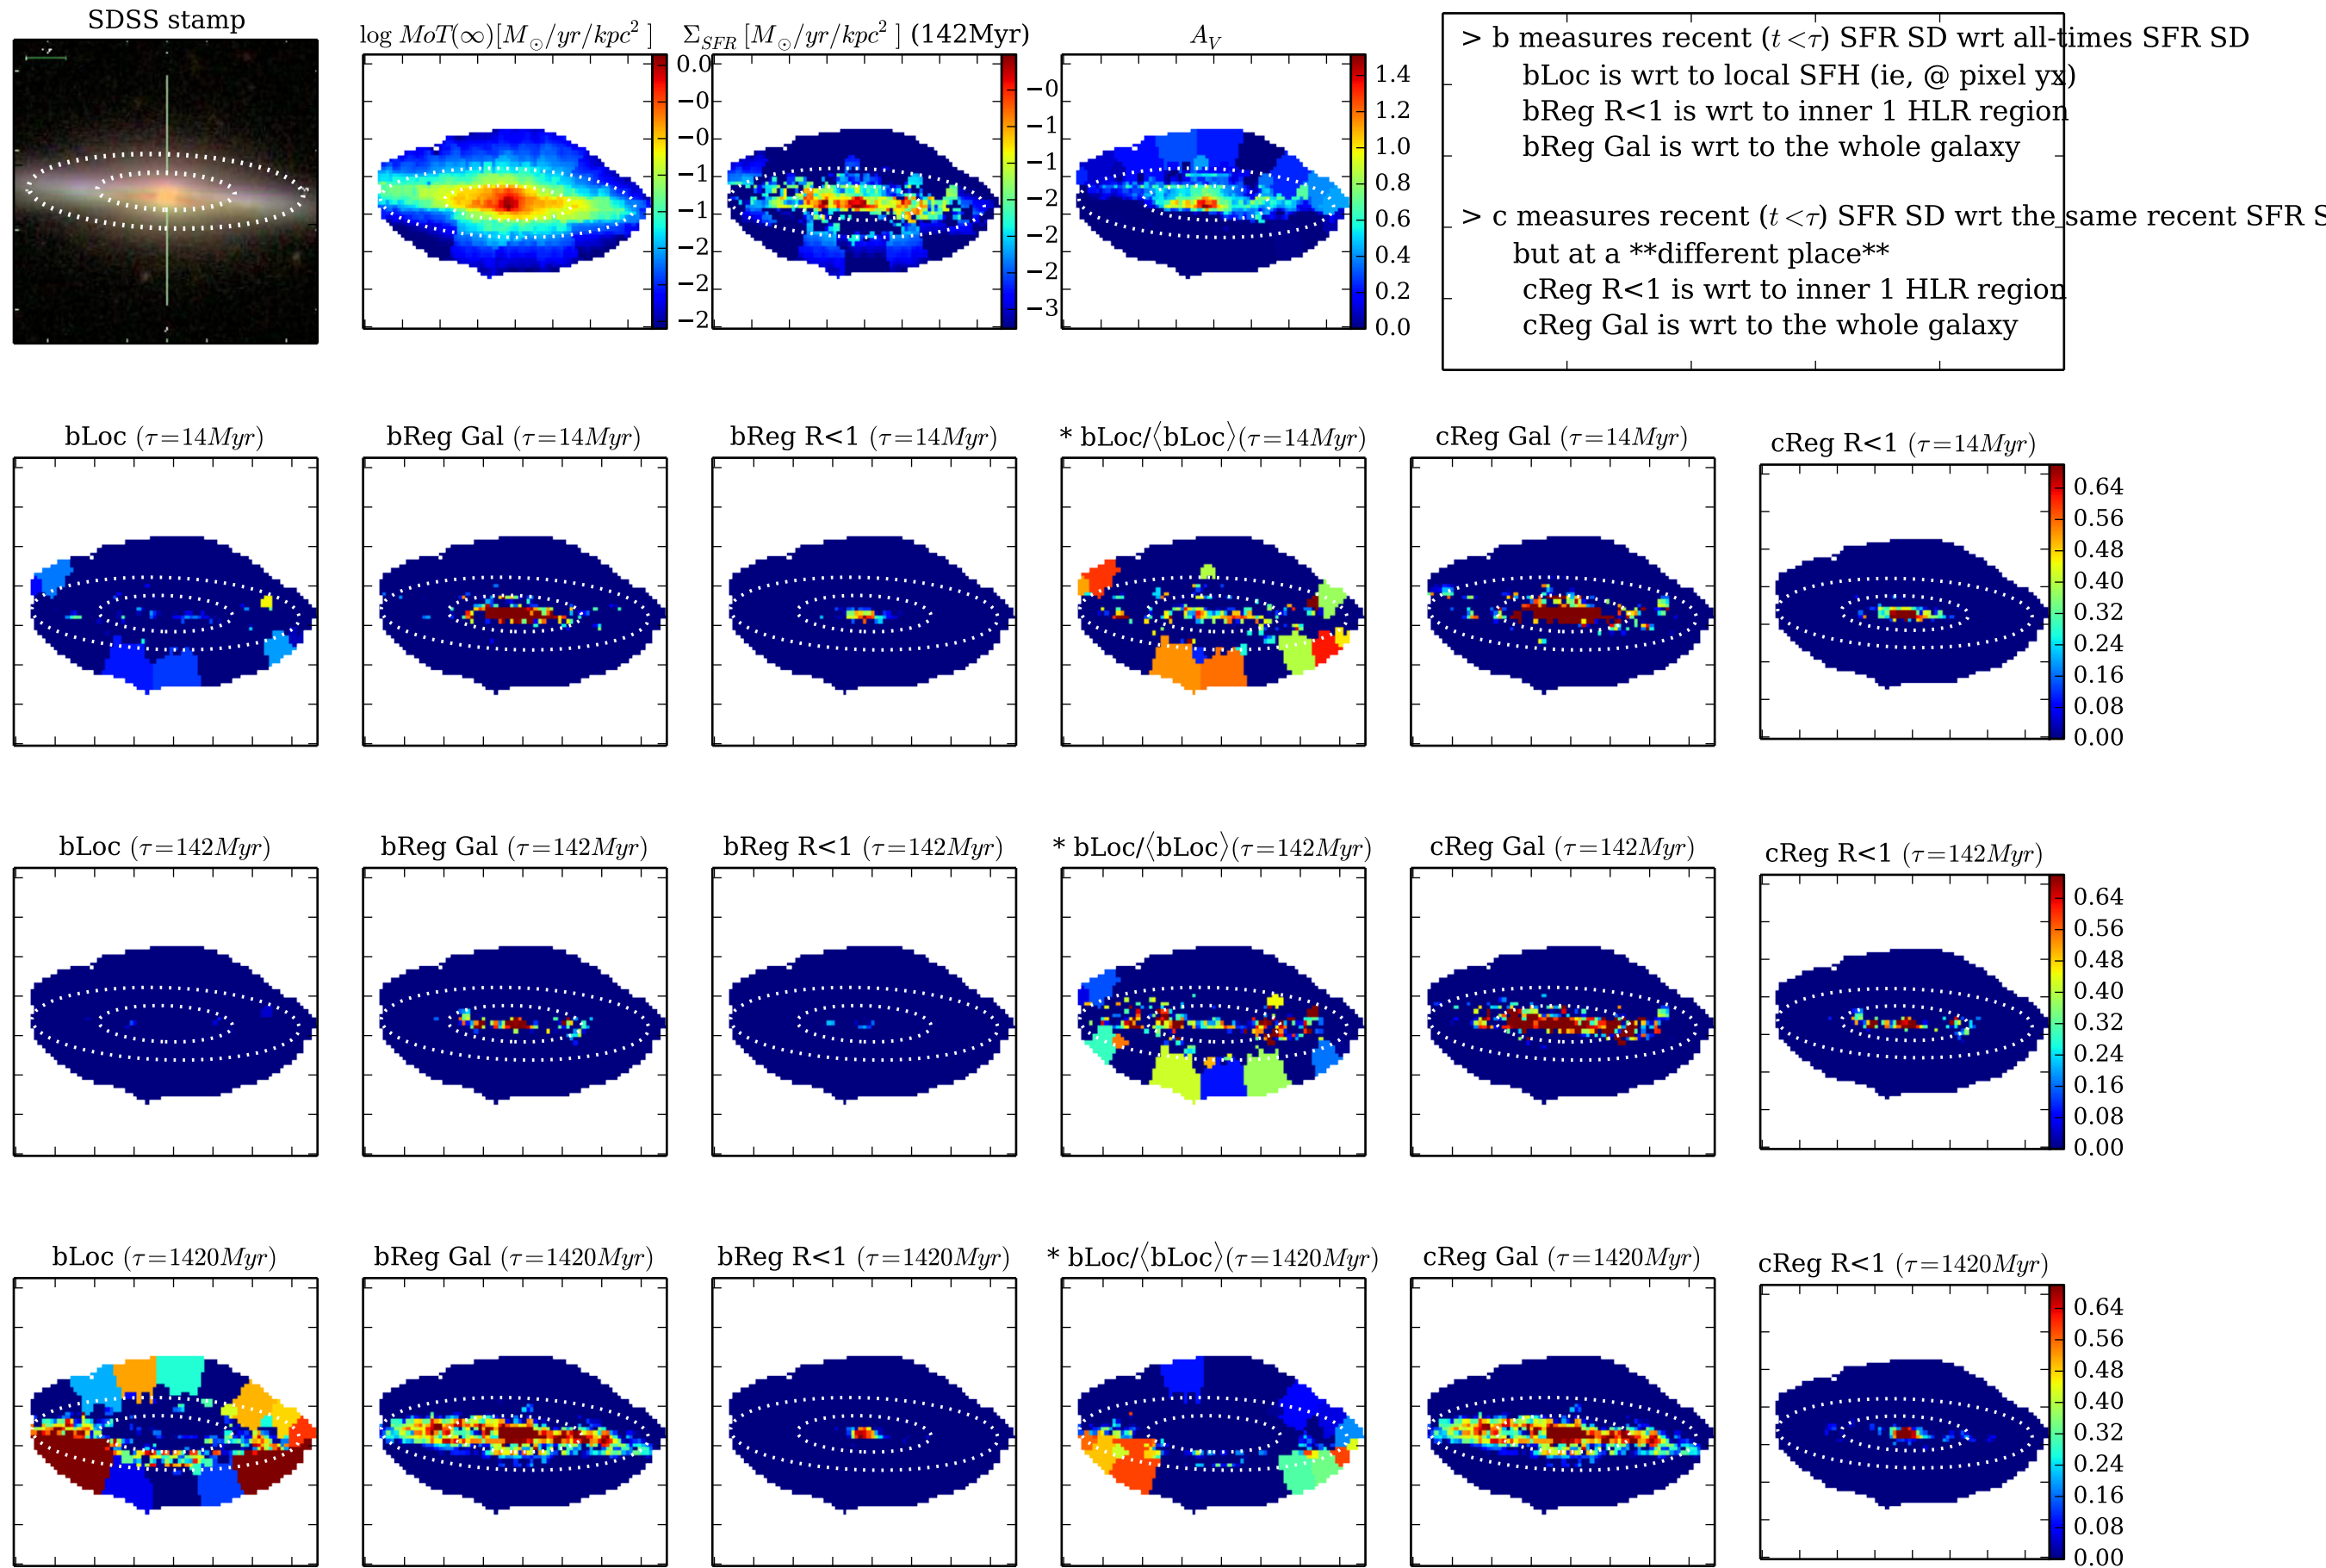 SDSS stamp
log MoT(∞)[M⊙/yr/kpc² ]
Σ_SFR [M⊙/yr/kpc² ] (142Myr)
A_V
0.0
−0
−0
−1
−1
−2
−2
−2
−0
−1
−1
−2
−2
−2
−3
1.4
1.2
1.0
0.8
0.6
0.4
0.2
0.0
> b measures recent (t<τ) SFR SD wrt all-times SFR SD
bLoc is wrt to local SFH (ie, @ pixel yx)
bReg R<1 is wrt to inner 1 HLR region
bReg Gal is wrt to the whole galaxy
> c measures recent (t<τ) SFR SD wrt the same recent SFR S
but at a **different place**
cReg R<1 is wrt to inner 1 HLR region
cReg Gal is wrt to the whole galaxy
bLoc (τ=14Myr)
bReg Gal (τ=14Myr)
bReg R<1 (τ=14Myr)
* bLoc/⟨bLoc⟩(τ=14Myr)
cReg Gal (τ=14Myr)
cReg R<1 (τ=14Myr)
0.64
0.56
0.48
0.40
0.32
0.24
0.16
0.08
0.00
bLoc (τ=142Myr)
bReg Gal (τ=142Myr)
bReg R<1 (τ=142Myr)
* bLoc/⟨bLoc⟩(τ=142Myr)
cReg Gal (τ=142Myr)
cReg R<1 (τ=142Myr)
0.64
0.56
0.48
0.40
0.32
0.24
0.16
0.08
0.00
bLoc (τ=1420Myr)
bReg Gal (τ=1420Myr)
bReg R<1 (τ=1420Myr)
* bLoc/⟨bLoc⟩(τ=1420Myr)
cReg Gal (τ=1420Myr)
cReg R<1 (τ=1420Myr)
0.64
0.56
0.48
0.40
0.32
0.24
0.16
0.08
0.00